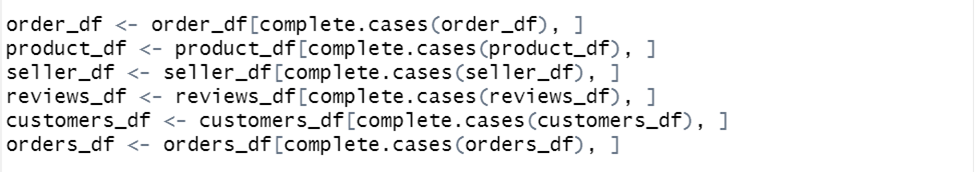 order_df <- order_df[complete.cases(order_df), ]
product_df <- product_df[complete.cases(product_df), ]
seller_df <- seller_df[complete.cases(seller_df), ]
reviews_df <- reviews_df[complete.cases(reviews_df), ]
customers_df <- customers_df[complete.cases(customers_df), ]
orders_df <- orders_df[complete.cases(orders_df), ]